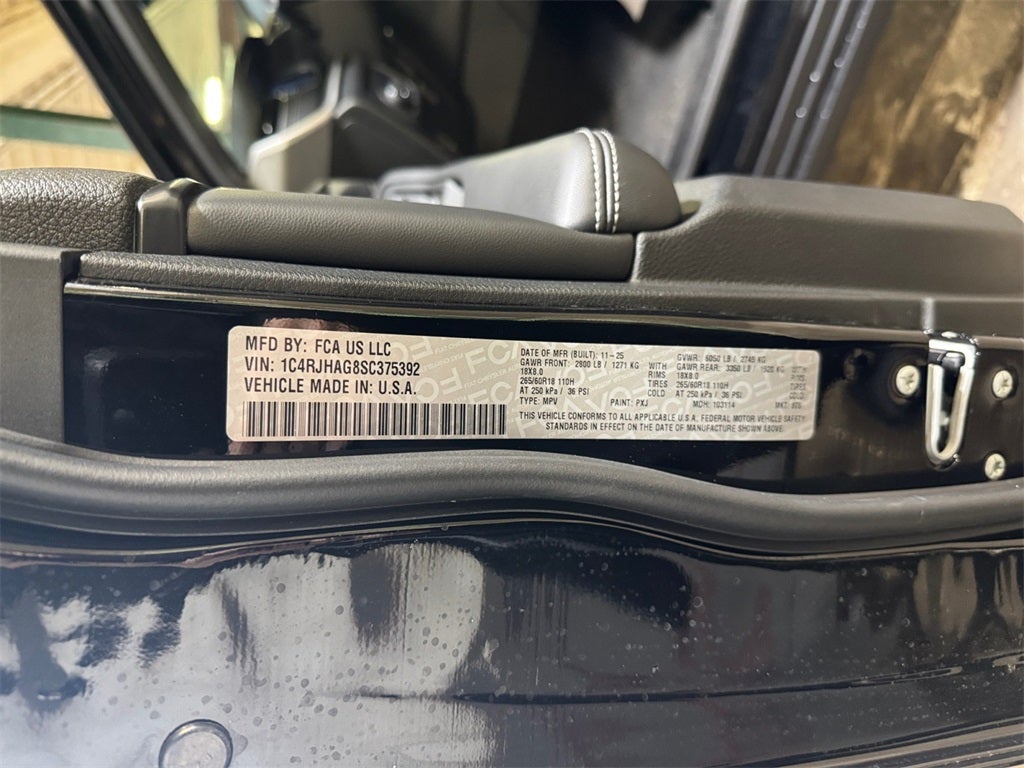 MFD BY: FCA US LLC
VIN: 1C4RJHAG8SC375392
VEHICLE MADE IN: U.S.A.
DATE OF MFR (BUILT): 11-25 GVWR: 6050 LB / 2745 KG
GAWR FRONT: 2800 LB / 1271 KG GAWR REAR: 3350 LB / 1520 KG WITH
18X8.0 RIMS 18X8.0 RIMS
265/60R18 110H TIRES 265/60R18 110H TIRES
AT 250 kPa / 36 PSI COLD AT 250 kPa / 36 PSI COLD
TYPE: MPV PAINT: PXJ MDH: 103114 MKT:
THIS VEHICLE CONFORMS TO ALL APPLICABLE U.S.A. FEDERAL MOTOR VEHICLE SAFETY
STANDARDS IN EFFECT ON THE DATE OF MANUFACTURE SHOWN ABOVE